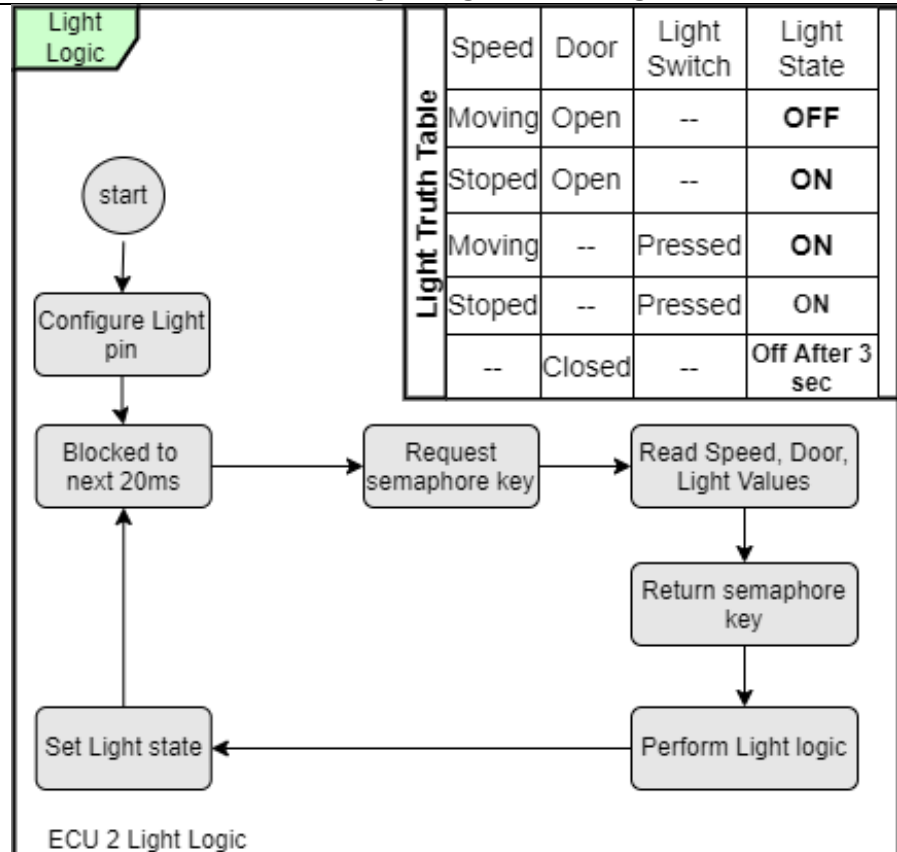 Light
Logic
Light Truth Table
Speed Door Light Switch Light State
Moving Open -- OFF
Stoped Open -- ON
Moving -- Pressed ON
Stoped -- Pressed ON
-- Closed -- Off After 3 sec
start
Configure Light
pin
Blocked to
next 20ms
Request
semaphore key
Read Speed, Door,
Light Values
Return semaphore
key
Perform Light logic
Set Light state
ECU 2 Light Logic